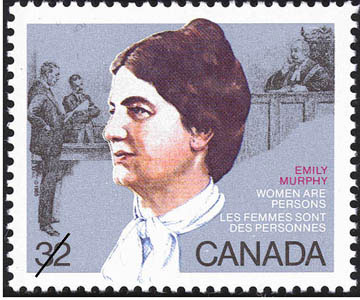 EMILY
MURPHY
WOMEN ARE
PERSONS
LES FEMMES SONT
DES PERSONNES
32
CANADA